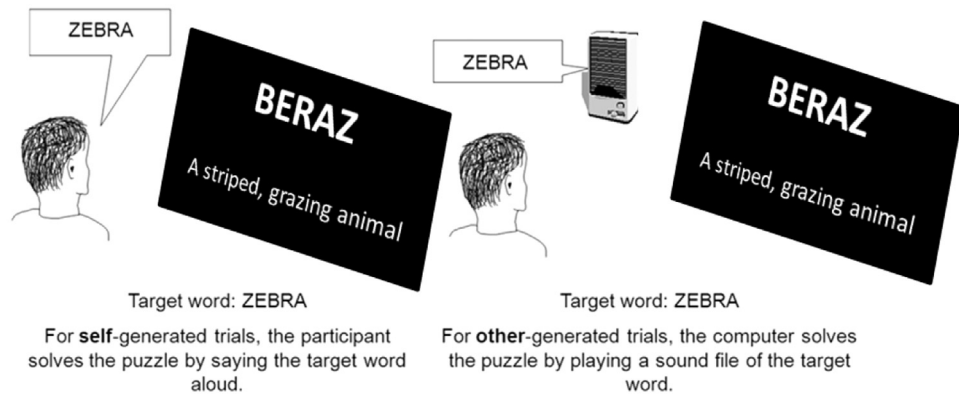 ZEBRA
BERAZ
A striped, grazing animal
Target word: ZEBRA
For self-generated trials, the participant
solves the puzzle by saying the target word
aloud.
ZEBRA
BERAZ
A striped, grazing animal
Target word: ZEBRA
For other-generated trials, the computer solves
the puzzle by playing a sound file of the target
word.